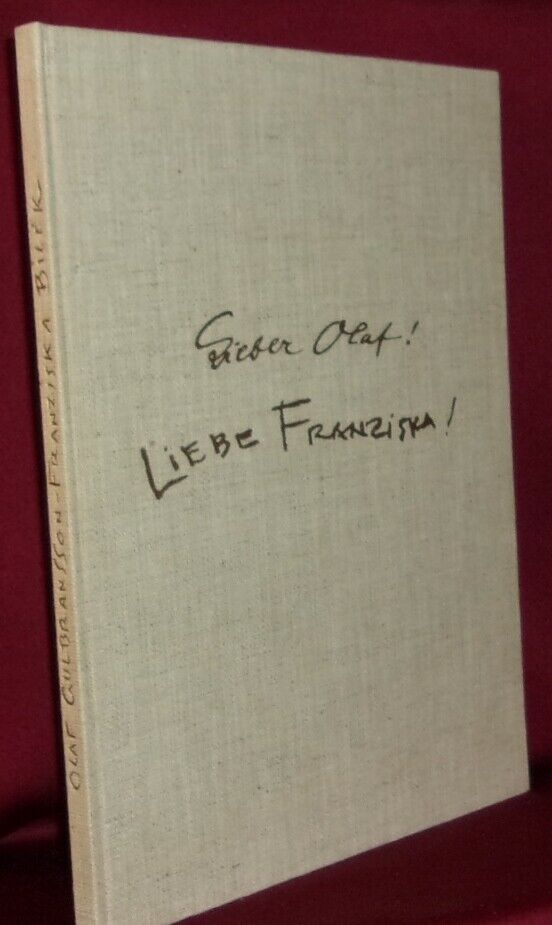 Lieber Olaf!
Liebe Franziska!
OLAF GULBRANSSON-FRANZISKA BILEK